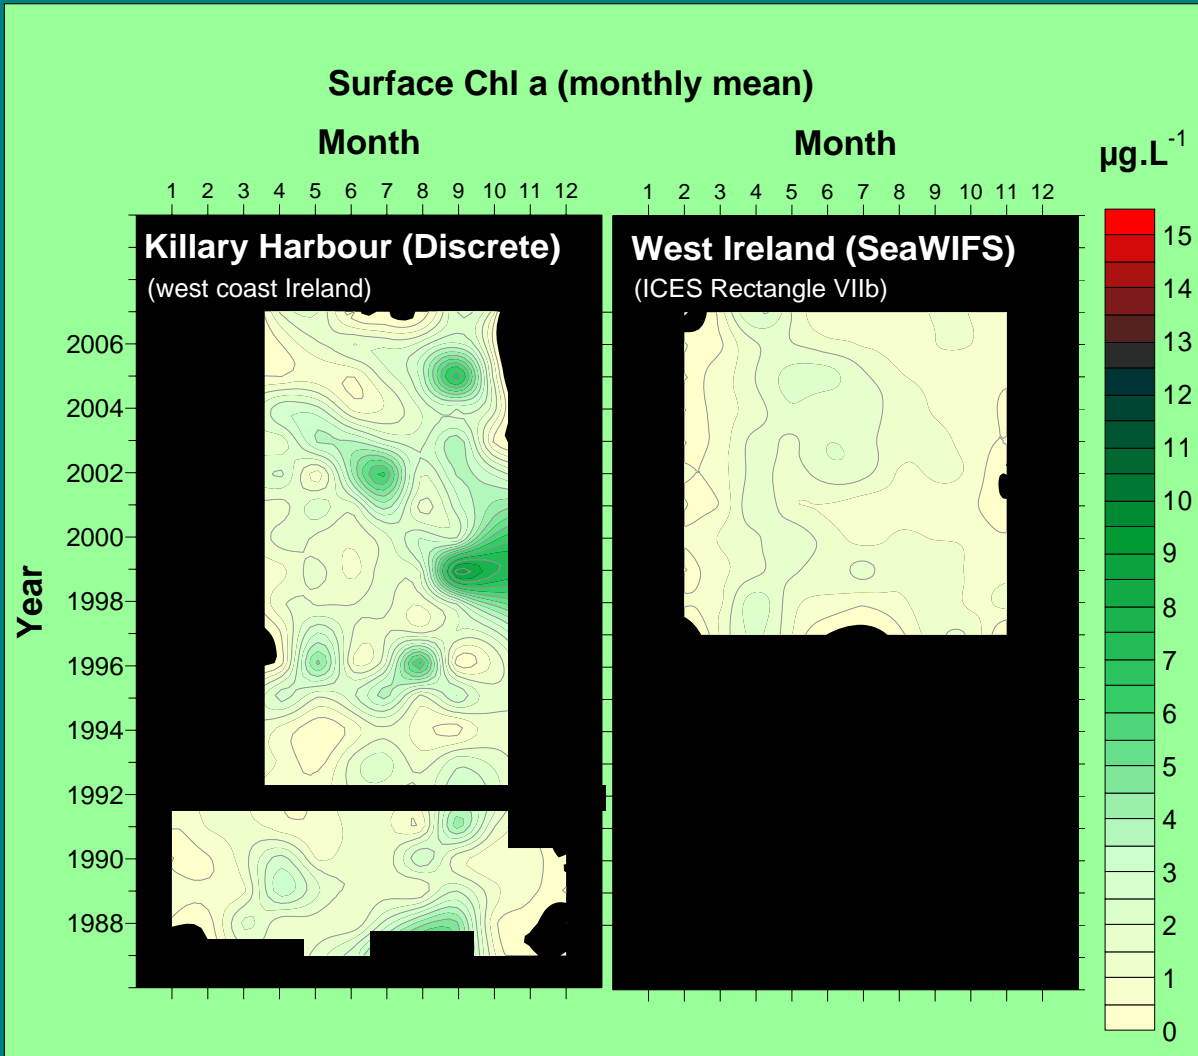 Surface Chl a (monthly mean)
Month
Month
µg.L-1
1 2 3 4 5 6 7 8 9 10 11 12
1 2 3 4 5 6 7 8 9 10 11 12
Killary Harbour (Discrete)
(west coast Ireland)
West Ireland (SeaWIFS)
(ICES Rectangle VIIb)
Year
2006
2004
2002
2000
1998
1996
1994
1992
1990
1988
15
14
13
12
11
10
9
8
7
6
5
4
3
2
1
0